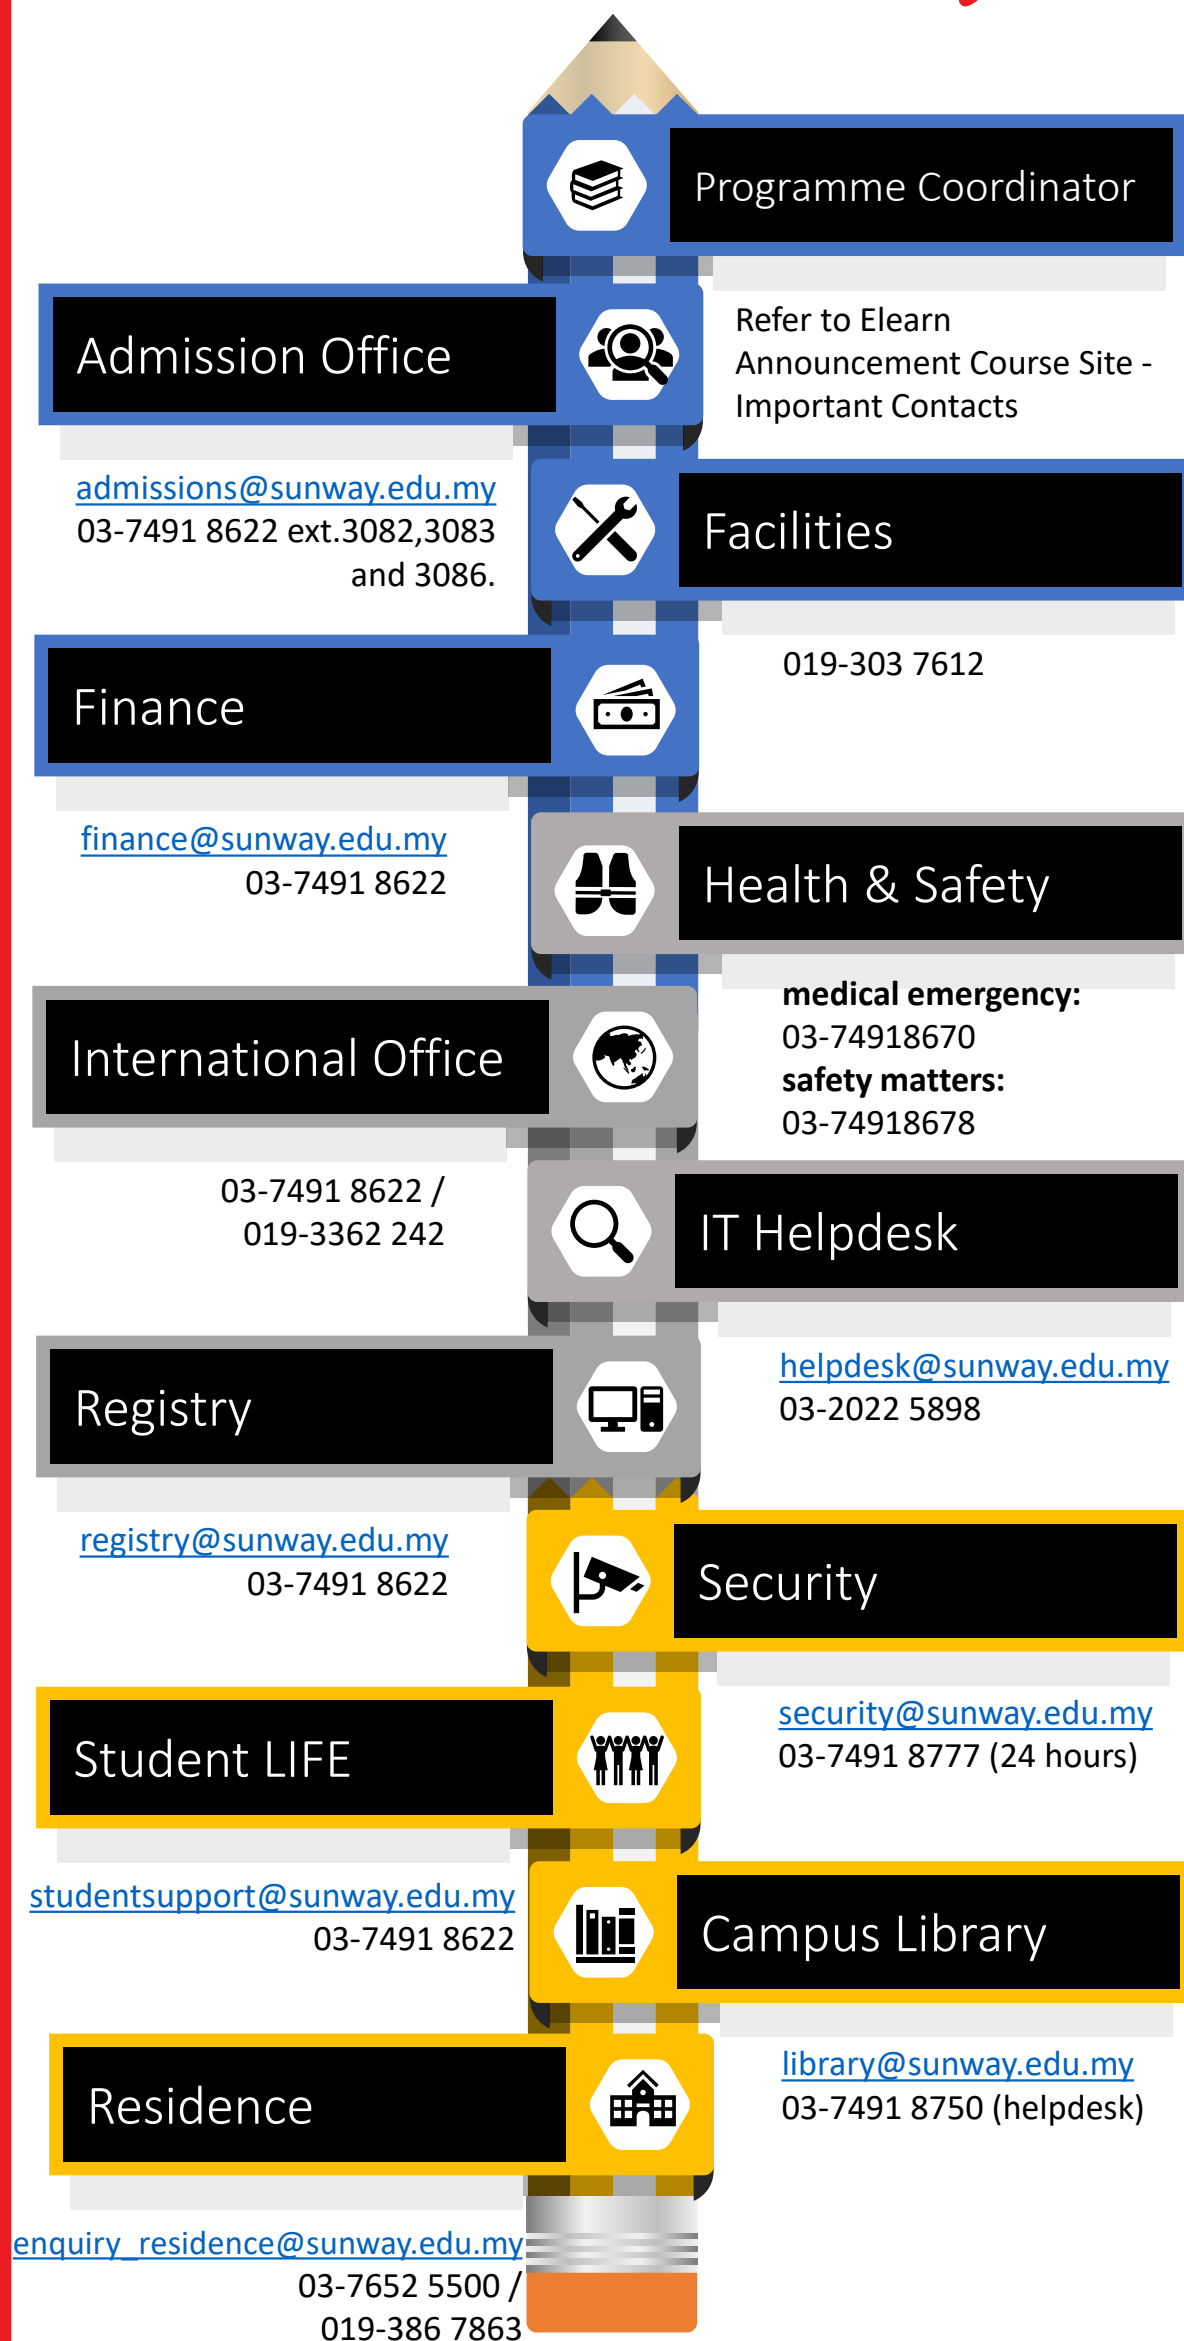 Programme Coordinator
Refer to Elearn
Announcement Course Site -
Important Contacts
Admission Office
admissions@sunway.edu.my
03-7491 8622 ext.3082,3083
and 3086.
Facilities
019-303 7612
Finance
finance@sunway.edu.my
03-7491 8622
Health & Safety
medical emergency:
03-74918670
safety matters:
03-74918678
International Office
03-7491 8622 /
019-3362 242
IT Helpdesk
helpdesk@sunway.edu.my
03-2022 5898
Registry
registry@sunway.edu.my
03-7491 8622
Security
security@sunway.edu.my
03-7491 8777 (24 hours)
Student LIFE
studentsupport@sunway.edu.my
03-7491 8622
Campus Library
library@sunway.edu.my
03-7491 8750 (helpdesk)
Residence
enquiry_residence@sunway.edu.my
03-7652 5500 /
019-386 7863